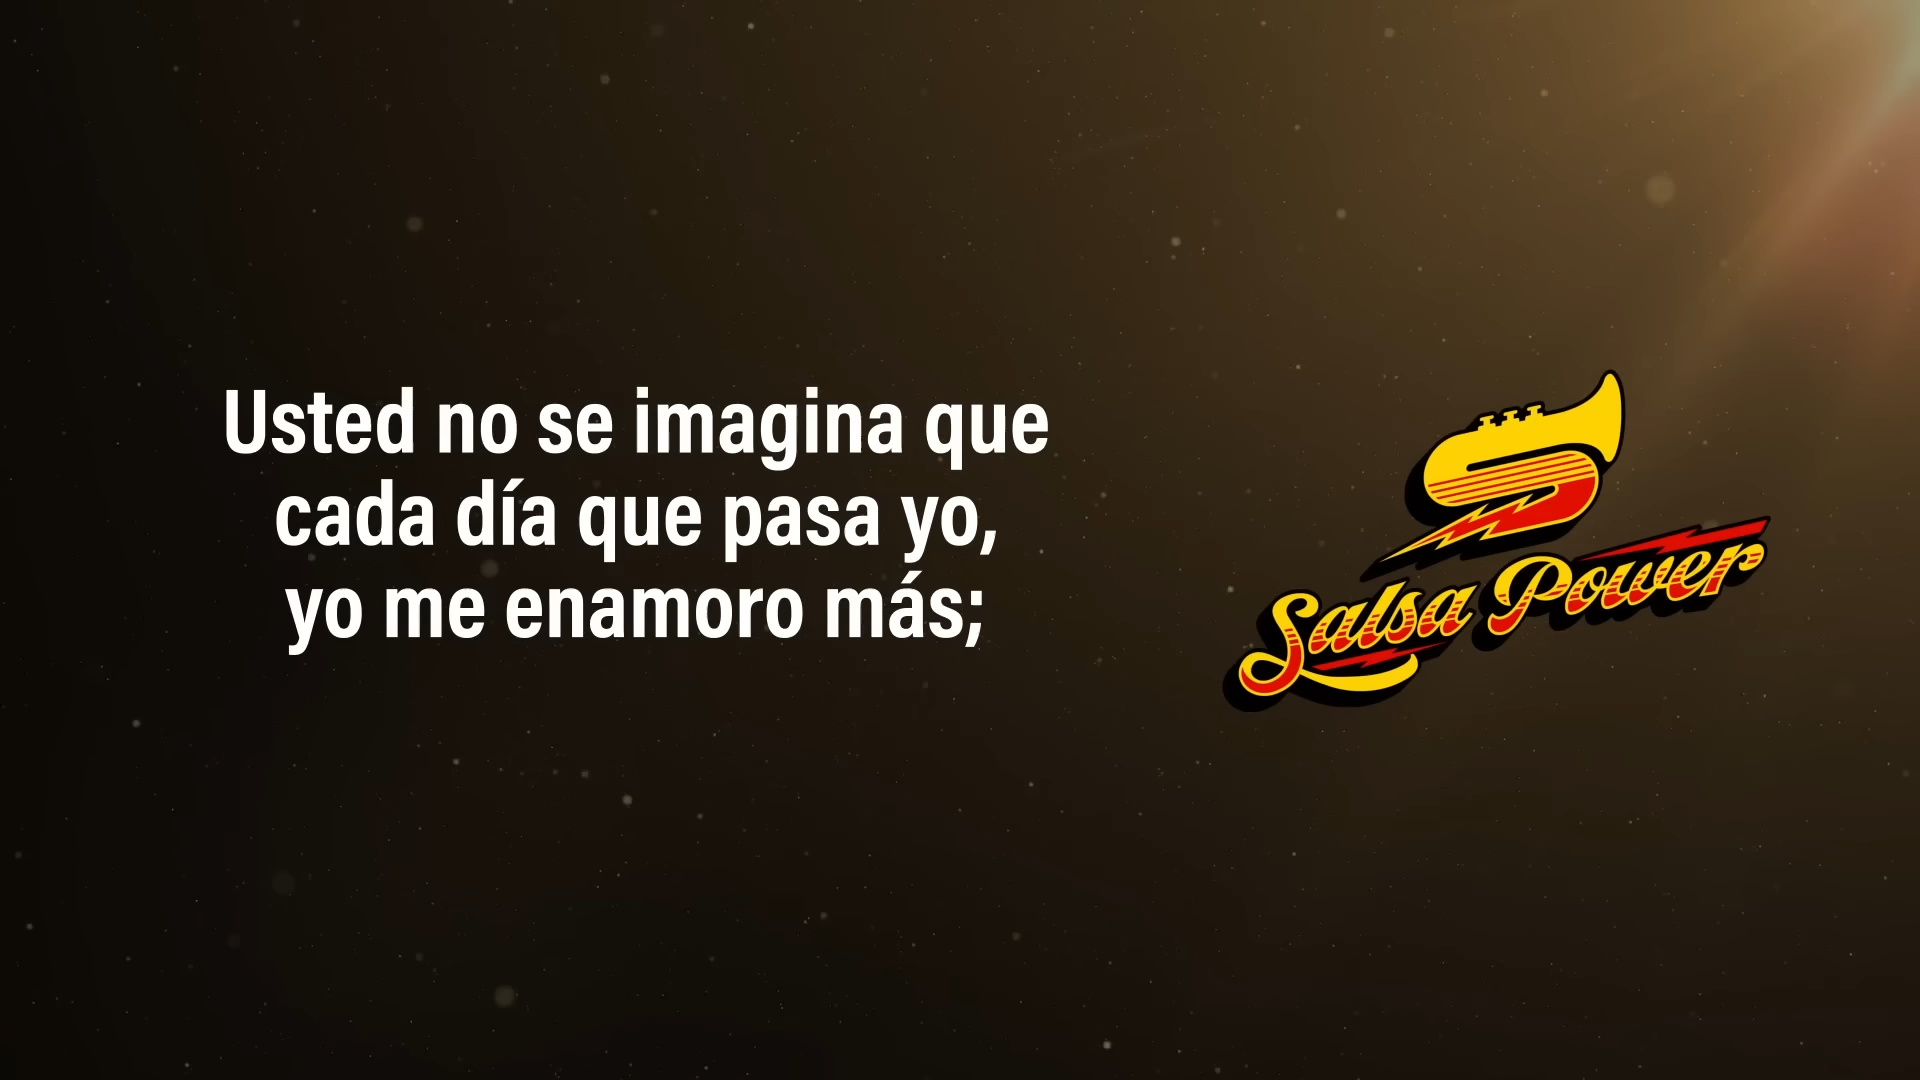 Usted no se imagina que
cada día que pasa yo,
yo me enamoro más;
Salsa Power